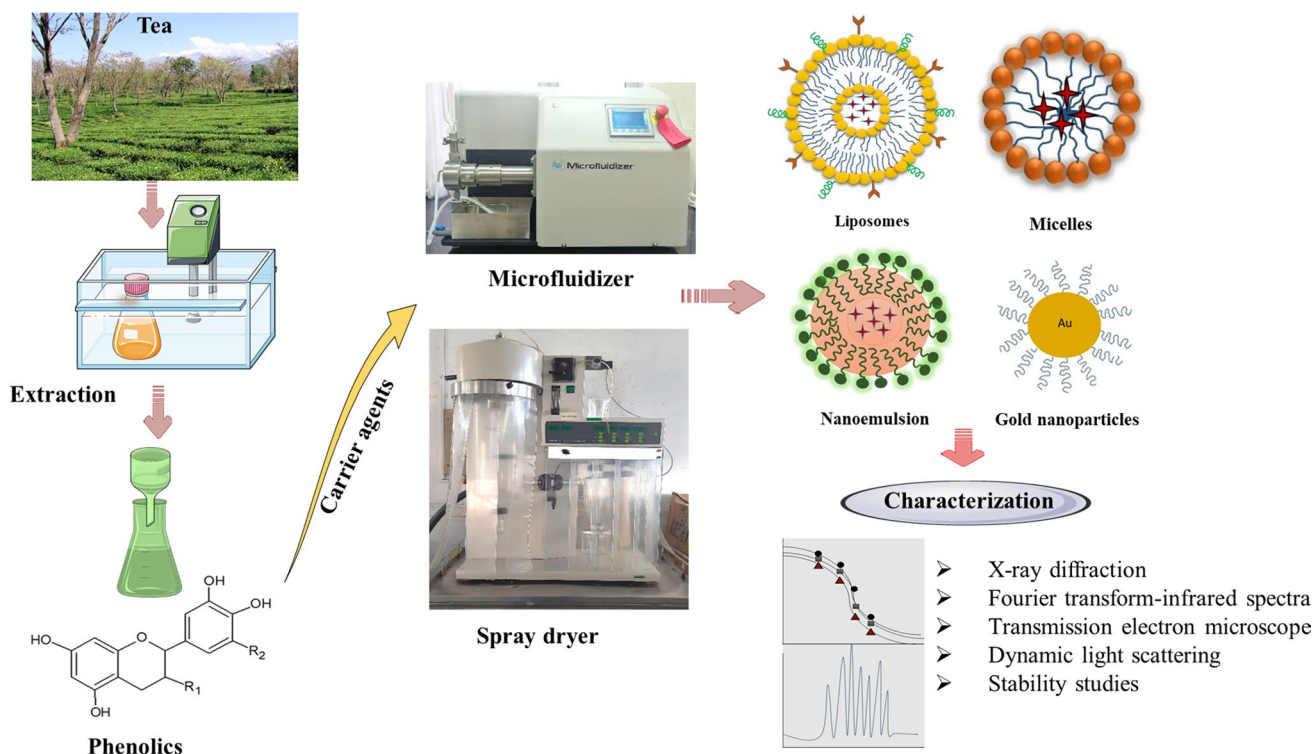 Tea
Extraction
OH
OH
HO
O
R2
R1
OH
Phenolics
Carrier agents
Microfluidizer
Microfluidizer
Spray dryer
Liposomes
Micelles
Au
Nanoemulsion
Gold nanoparticles
Characterization
➤ X-ray diffraction
➤ Fourier transform-infrared spectra
➤ Transmission electron microscope
➤ Dynamic light scattering
➤ Stability studies